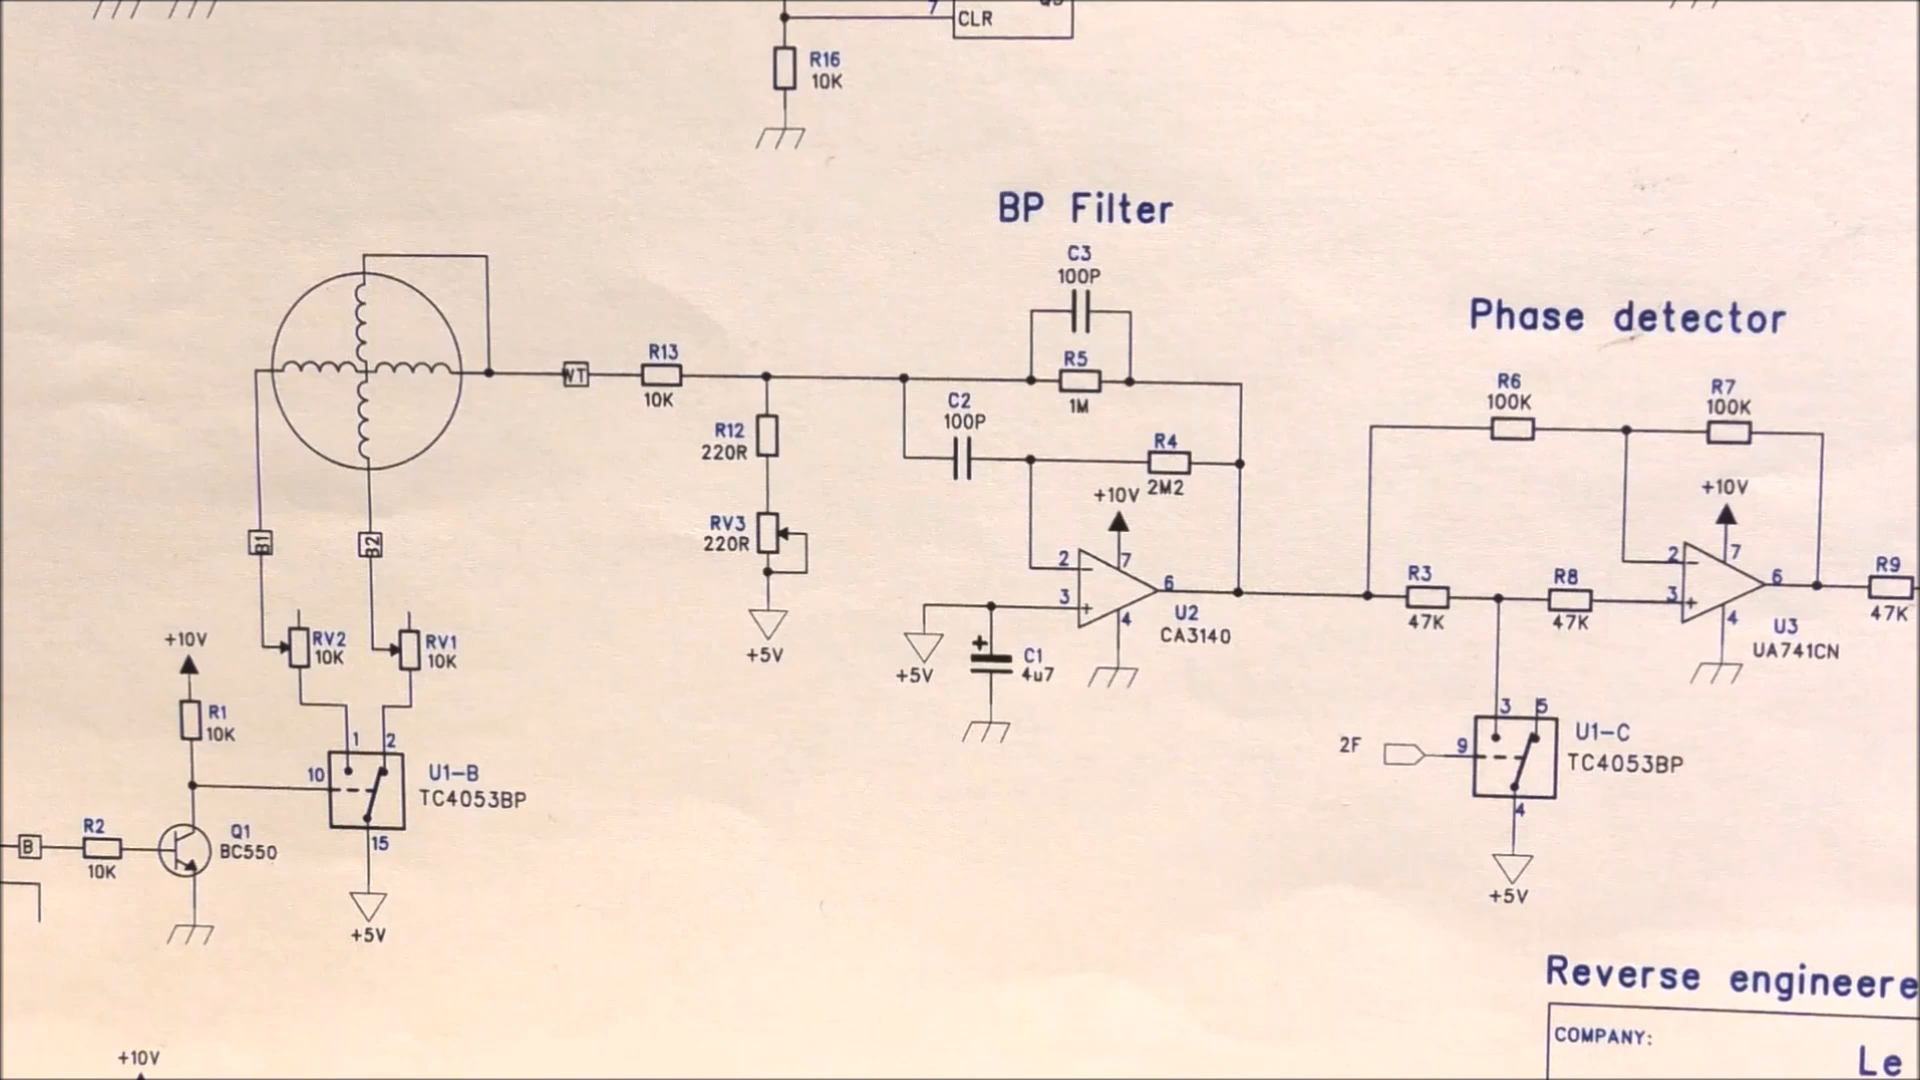 7
CLR
R16
10K
BP Filter
C3
100P
Phase detector
R13
10K
WT
R5
1M
R6
100K
R7
100K
R12
220R
C2
100P
R4
2M2
+10V
+10V
RV3
220R
B1
B2
2
7
3
6
4
U2
CA3140
R3
47K
R8
47K
2
7
3
6
4
U3
UA741CN
R9
47K
+10V
RV2
10K
RV1
10K
+5V
+5V
C1
4u7
R1
10K
1
2
10
15
U1-B
TC4053BP
3
5
2F
9
4
U1-C
TC4053BP
B
R2
10K
Q1
BC550
+5V
+5V
Reverse engineere
COMPANY:
Le
+10V